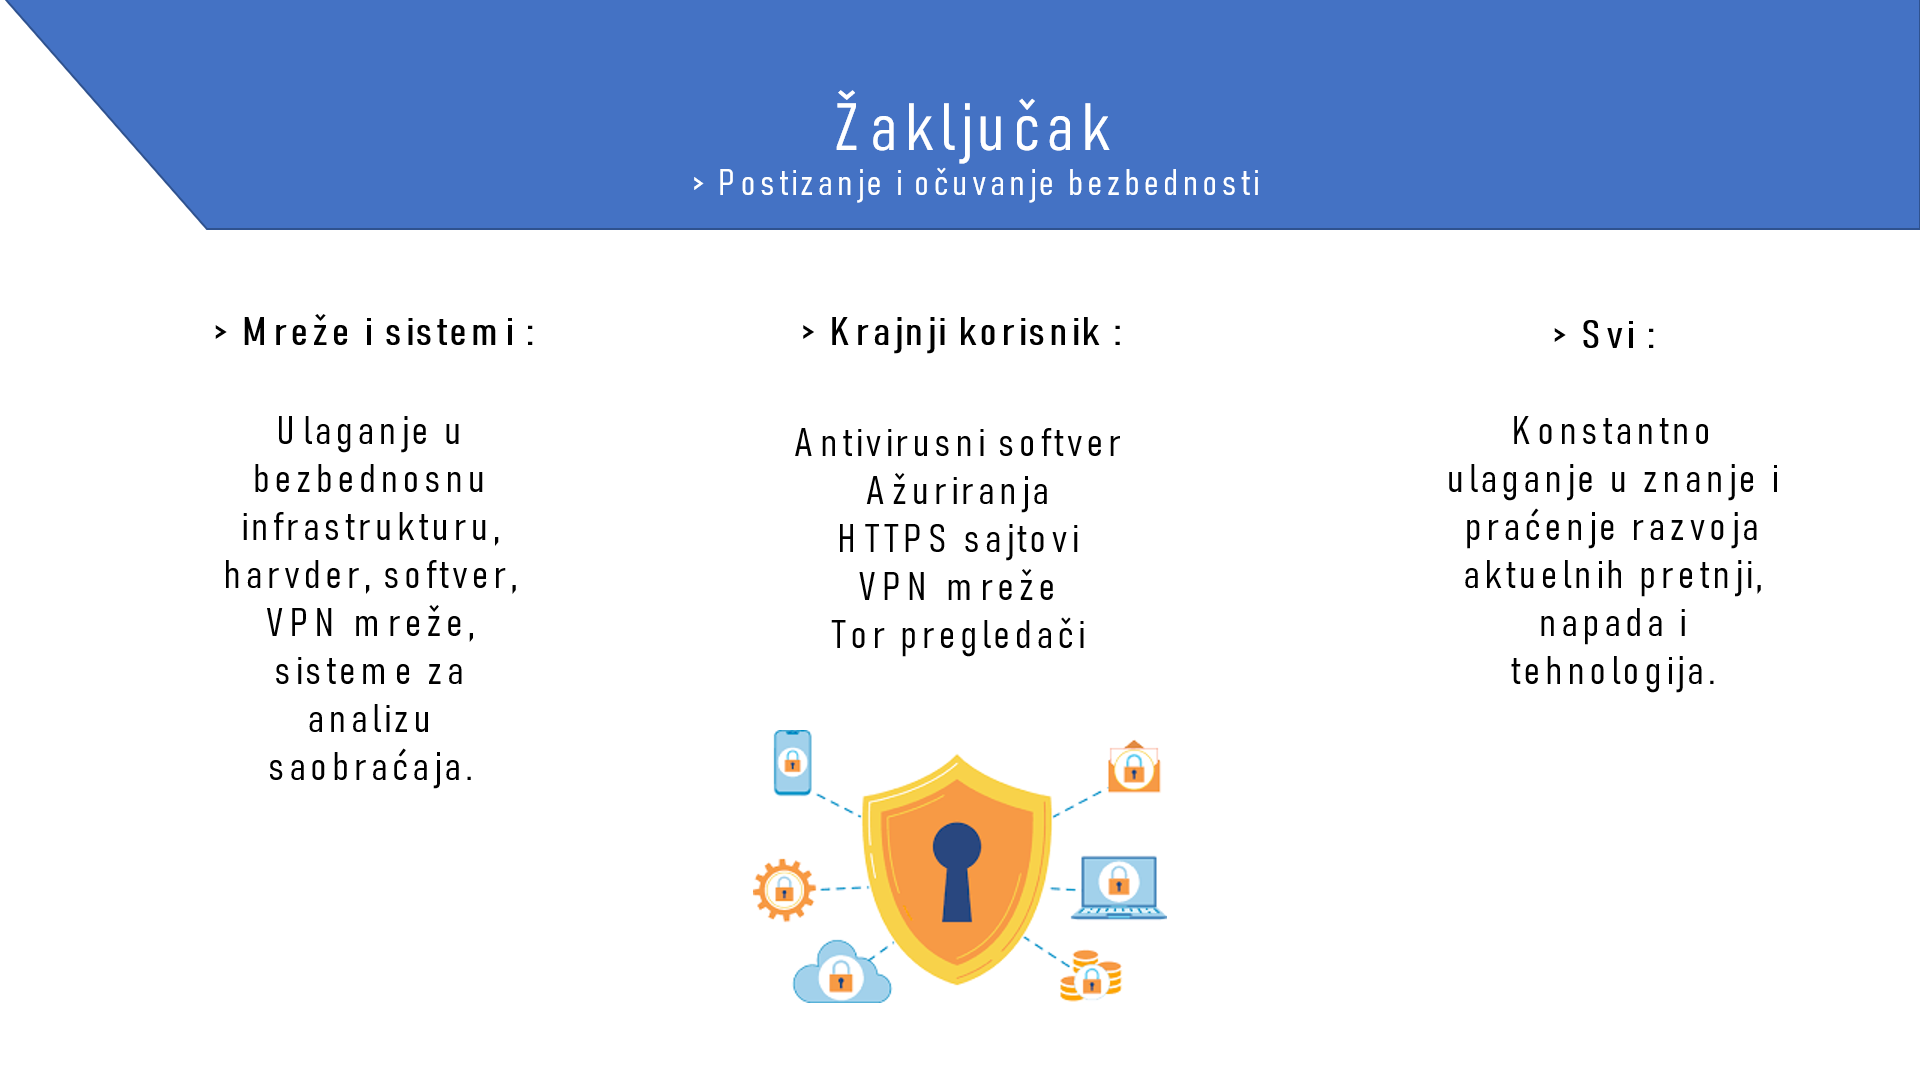 Žaključak
> Postizanje i očuvanje bezbednosti
> Mreže i sistemi :
Ulaganje u
bezbednosnu
infrastrukturu,
harvder, softver,
VPN mreže,
sisteme za
analizu
saobraćaja.
> Krajnji korisnik :
Antivirusni softver
Ažuriranja
HTTPS sajtovi
VPN mreže
Tor pregledači
> Svi :
Konstantno
ulaganje u znanje i
praćenje razvoja
aktuelnih pretnji,
napada i
tehnologija.